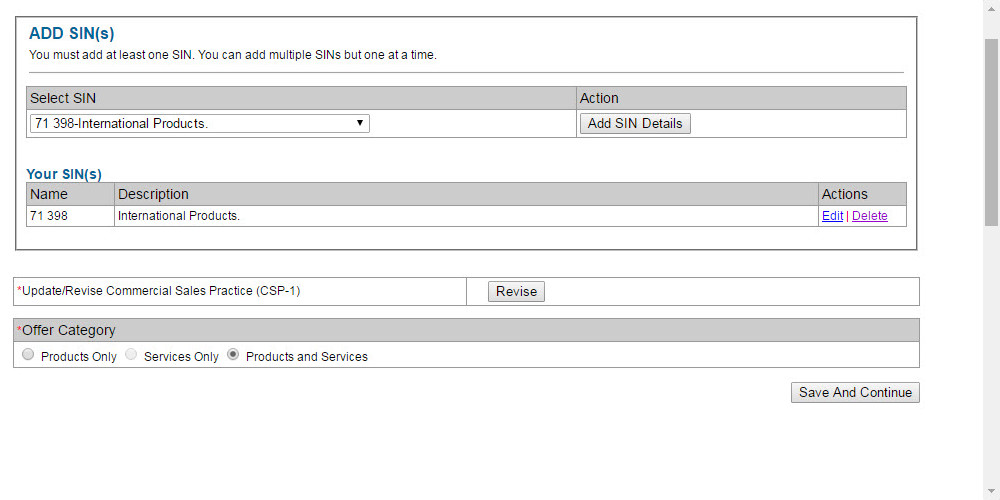 ADD SIN(s)
You must add at least one SIN. You can add multiple SINs but one at a time.
Select SIN Action
71 398-International Products. Add SIN Details
Your SIN(s)
Name Description Actions
71 398 International Products. Edit | Delete
*Update/Revise Commercial Sales Practice (CSP-1) Revise
*Offer Category
Products Only Services Only Products and Services
Save And Continue